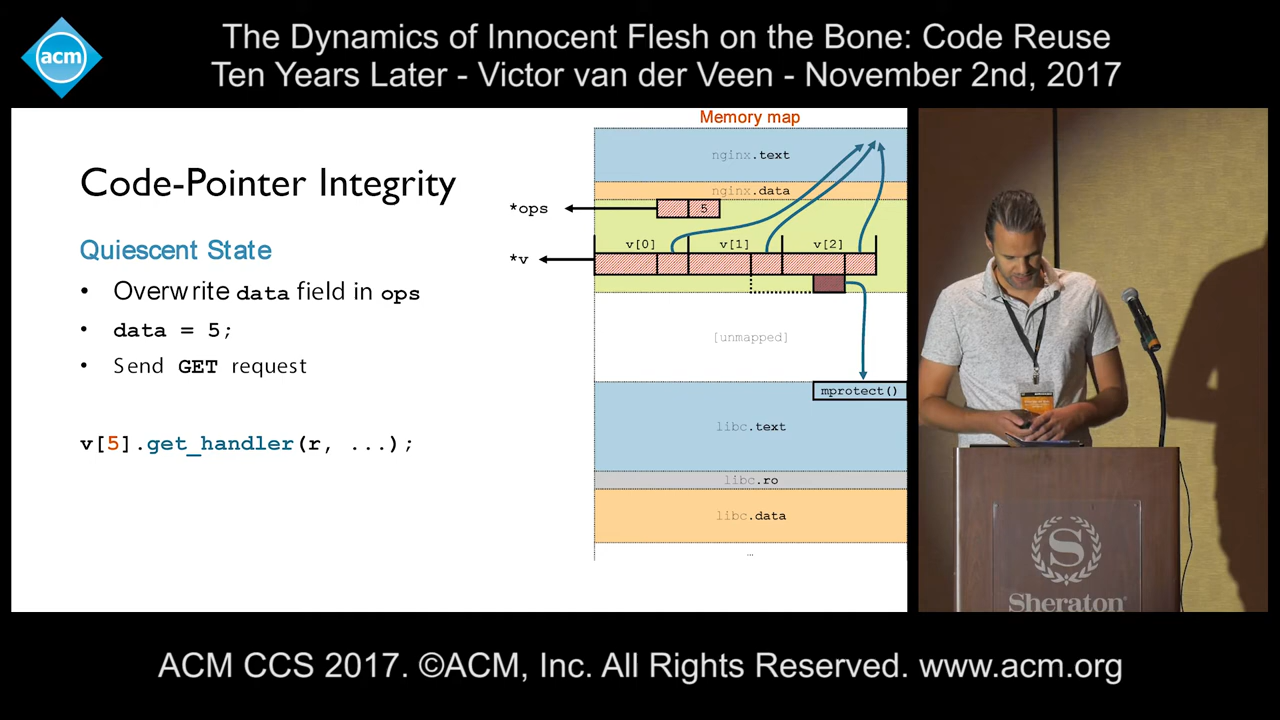 acm
The Dynamics of Innocent Flesh on the Bone: Code Reuse
Ten Years Later - Victor van der Veen - November 2nd, 2017
Code-Pointer Integrity
Quiescent State
• Overwrite data field in ops
• data = 5;
• Send GET request
v[5].get_handler(r, ...);
Memory map
nginx.text
nginx.data
*ops
5
v[0]
v[1]
v[2]
*v
[unmapped]
mprotect()
libc.text
libc.ro
libc.data
…
S
Sheraton®
ACM CCS 2017. ©ACM, Inc. All Rights Reserved. www.acm.org